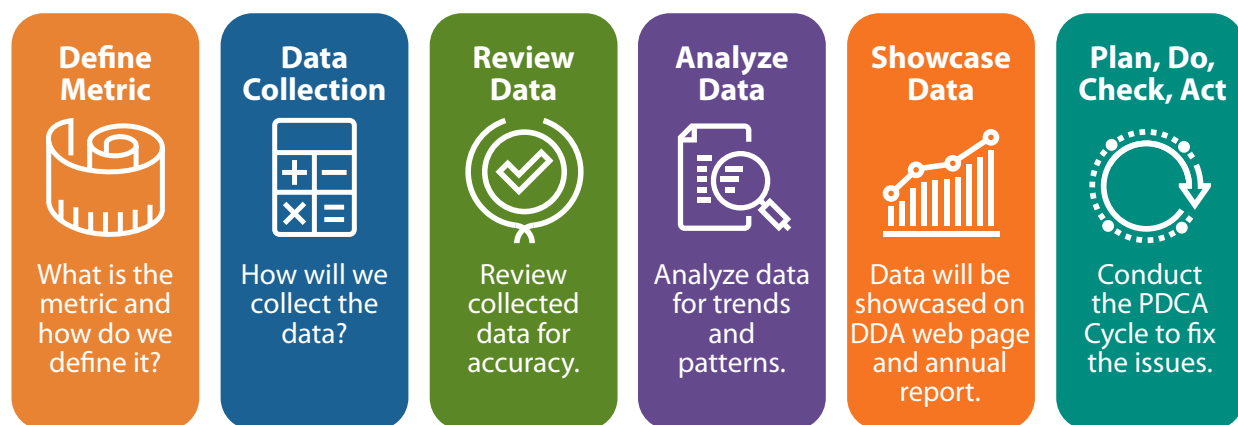 Define
Metric
What is the
metric and
how do we
define it?
Data
Collection
How will we
collect the
data?
Review
Data
Review
collected
data for
accuracy.
Analyze
Data
Analyze data
for trends
and
patterns.
Showcase
Data
Data will be
showcased on
DDA web page
and annual
report.
Plan, Do,
Check, Act
Conduct
the PDCA
Cycle to fix
the issues.